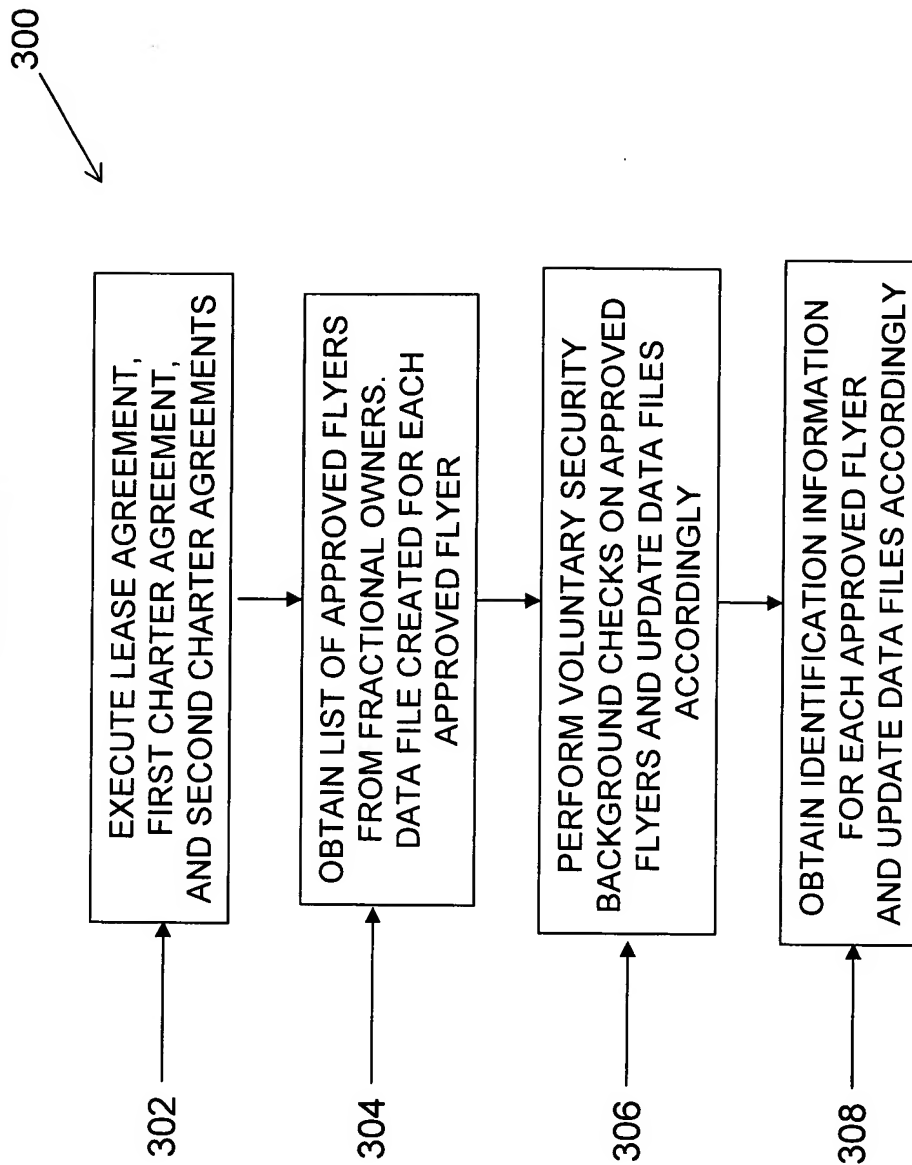 300
302
EXECUTE LEASE AGREEMENT,
FIRST CHARTER AGREEMENT,
AND SECOND CHARTER AGREEMENTS
304
OBTAIN LIST OF APPROVED FLYERS
FROM FRACTIONAL OWNERS.
DATA FILE CREATED FOR EACH
APPROVED FLYER
306
PERFORM VOLUNTARY SECURITY
BACKGROUND CHECKS ON APPROVED
FLYERS AND UPDATE DATA FILES
ACCORDINGLY
308
OBTAIN IDENTIFICATION INFORMATION
FOR EACH APPROVED FLYER
AND UPDATE DATA FILES ACCORDINGLY